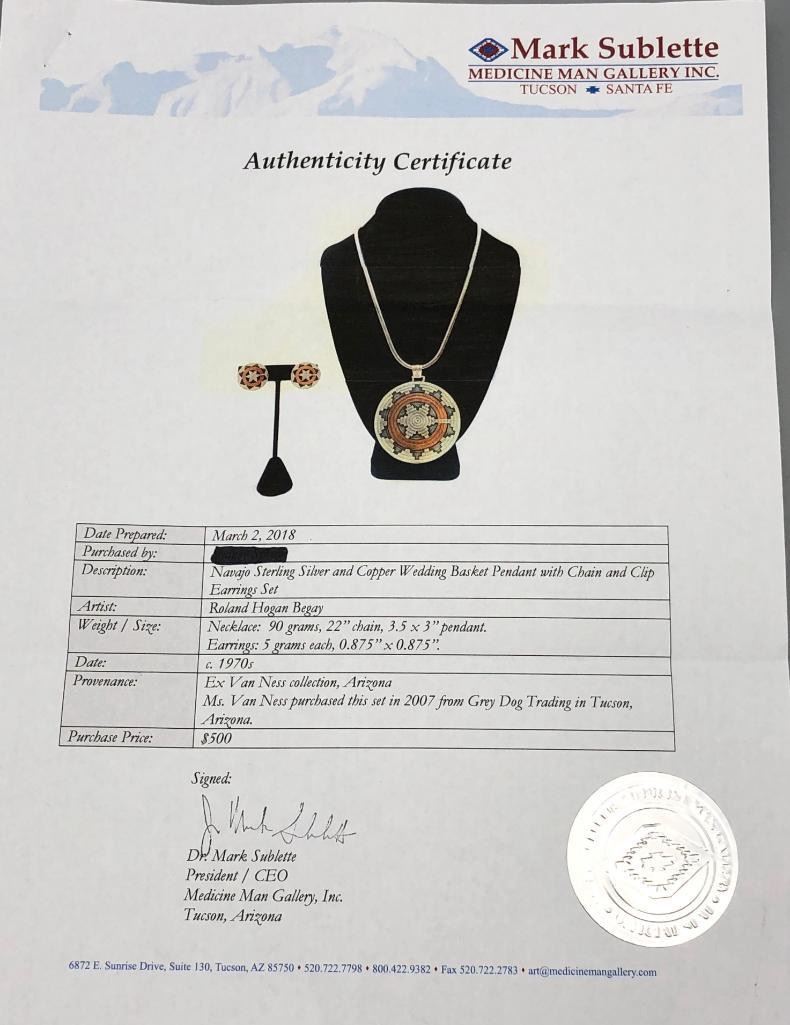 Mark Sublette
MEDICINE MAN GALLERY INC.
TUCSON SANTA FE
Authenticity Certificate
Date Prepared: March 2, 2018
Purchased by:
Description: Navajo Sterling Silver and Copper Wedding Basket Pendant with Chain and Clip
Earrings Set
Artist: Roland Hogan Begay
Weight / Size: Necklace: 90 grams, 22" chain, 3.5 x 3" pendant.
Earrings: 5 grams each, 0.875" x 0.875".
Date: c. 1970s
Provenance: Ex Van Ness collection, Arizona
Ms. Van Ness purchased this set in 2007 from Grey Dog Trading in Tucson,
Arizona.
Purchase Price: $500
Signed:
J. Mark Sublette
Dr. Mark Sublette
President / CEO
Medicine Man Gallery, Inc.
Tucson, Arizona
6872 E. Sunrise Drive, Suite 130, Tucson, AZ 85750 • 520.722.7798 • 800.422.9382 • Fax 520.722.2783 • art@medicinemangallery.com